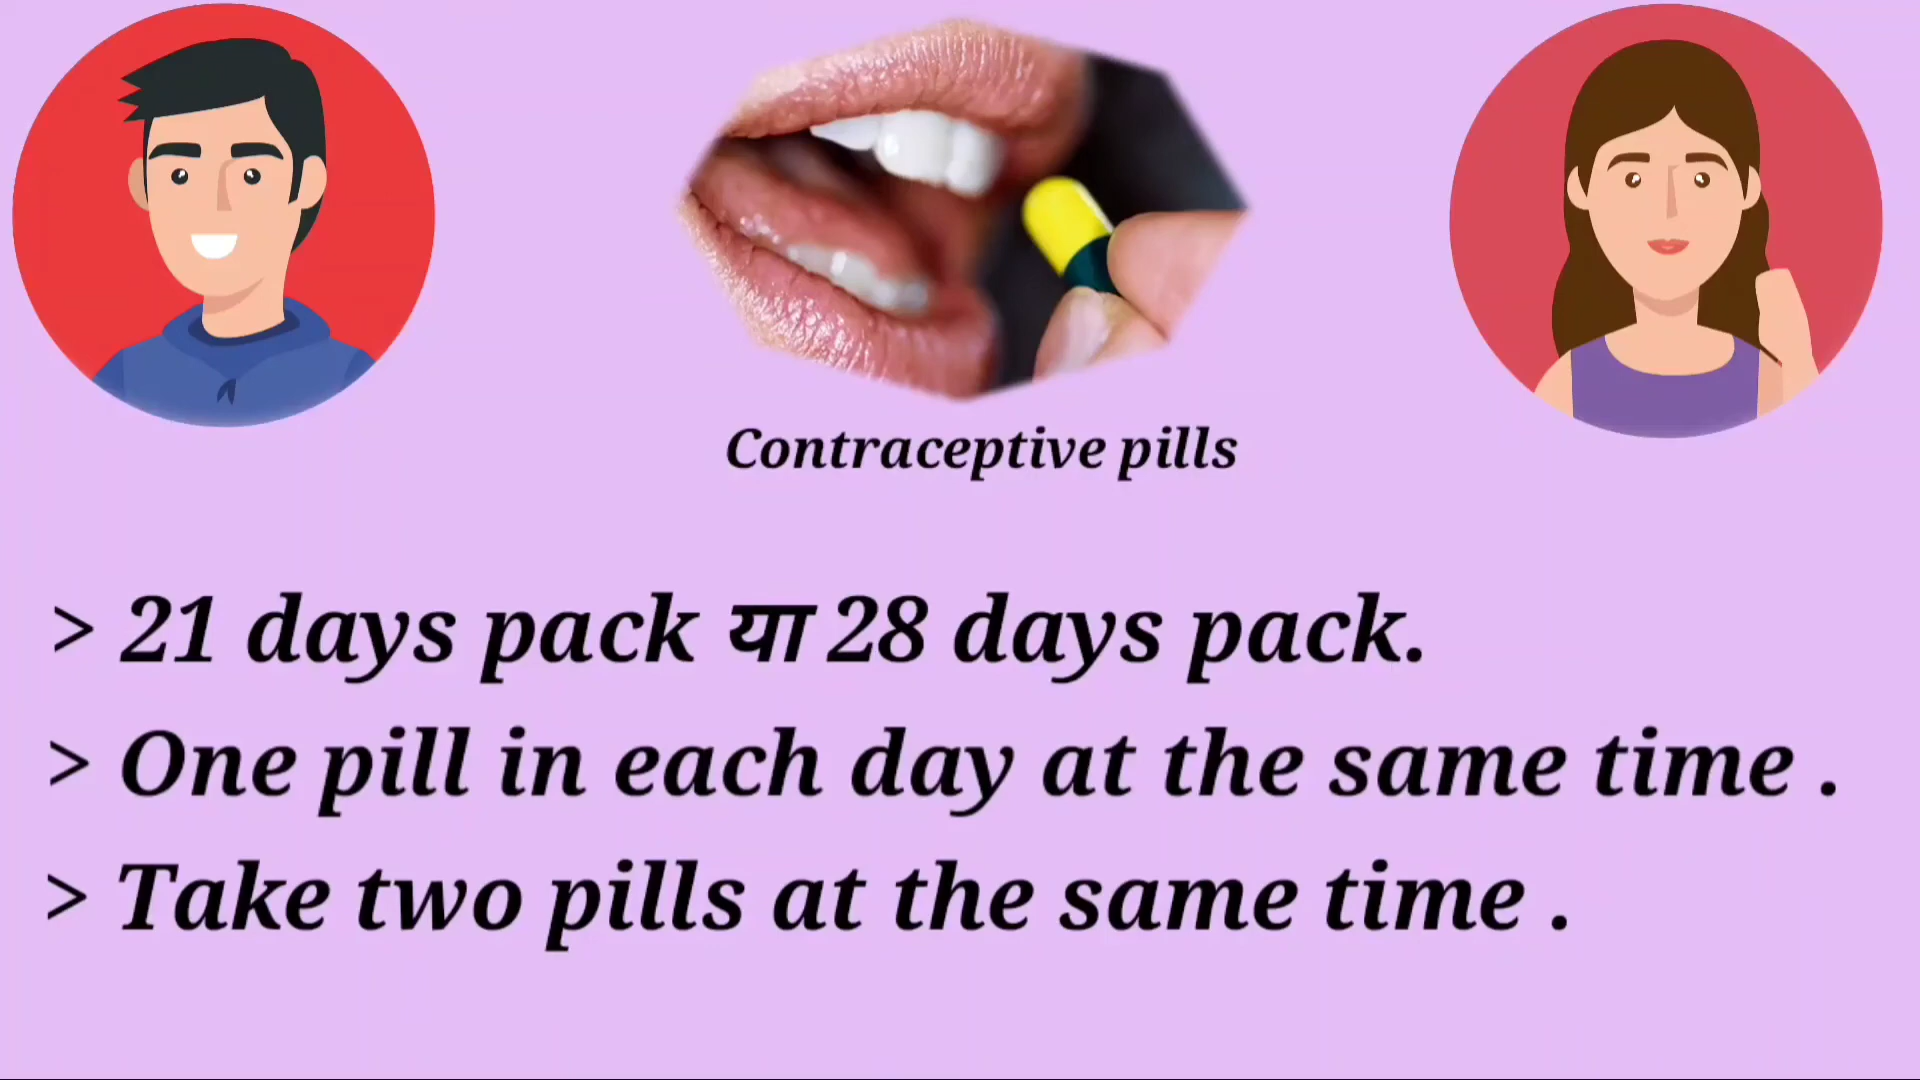 Contraceptive pills
> 21 days pack या 28 days pack.
> One pill in each day at the same time .
> Take two pills at the same time .